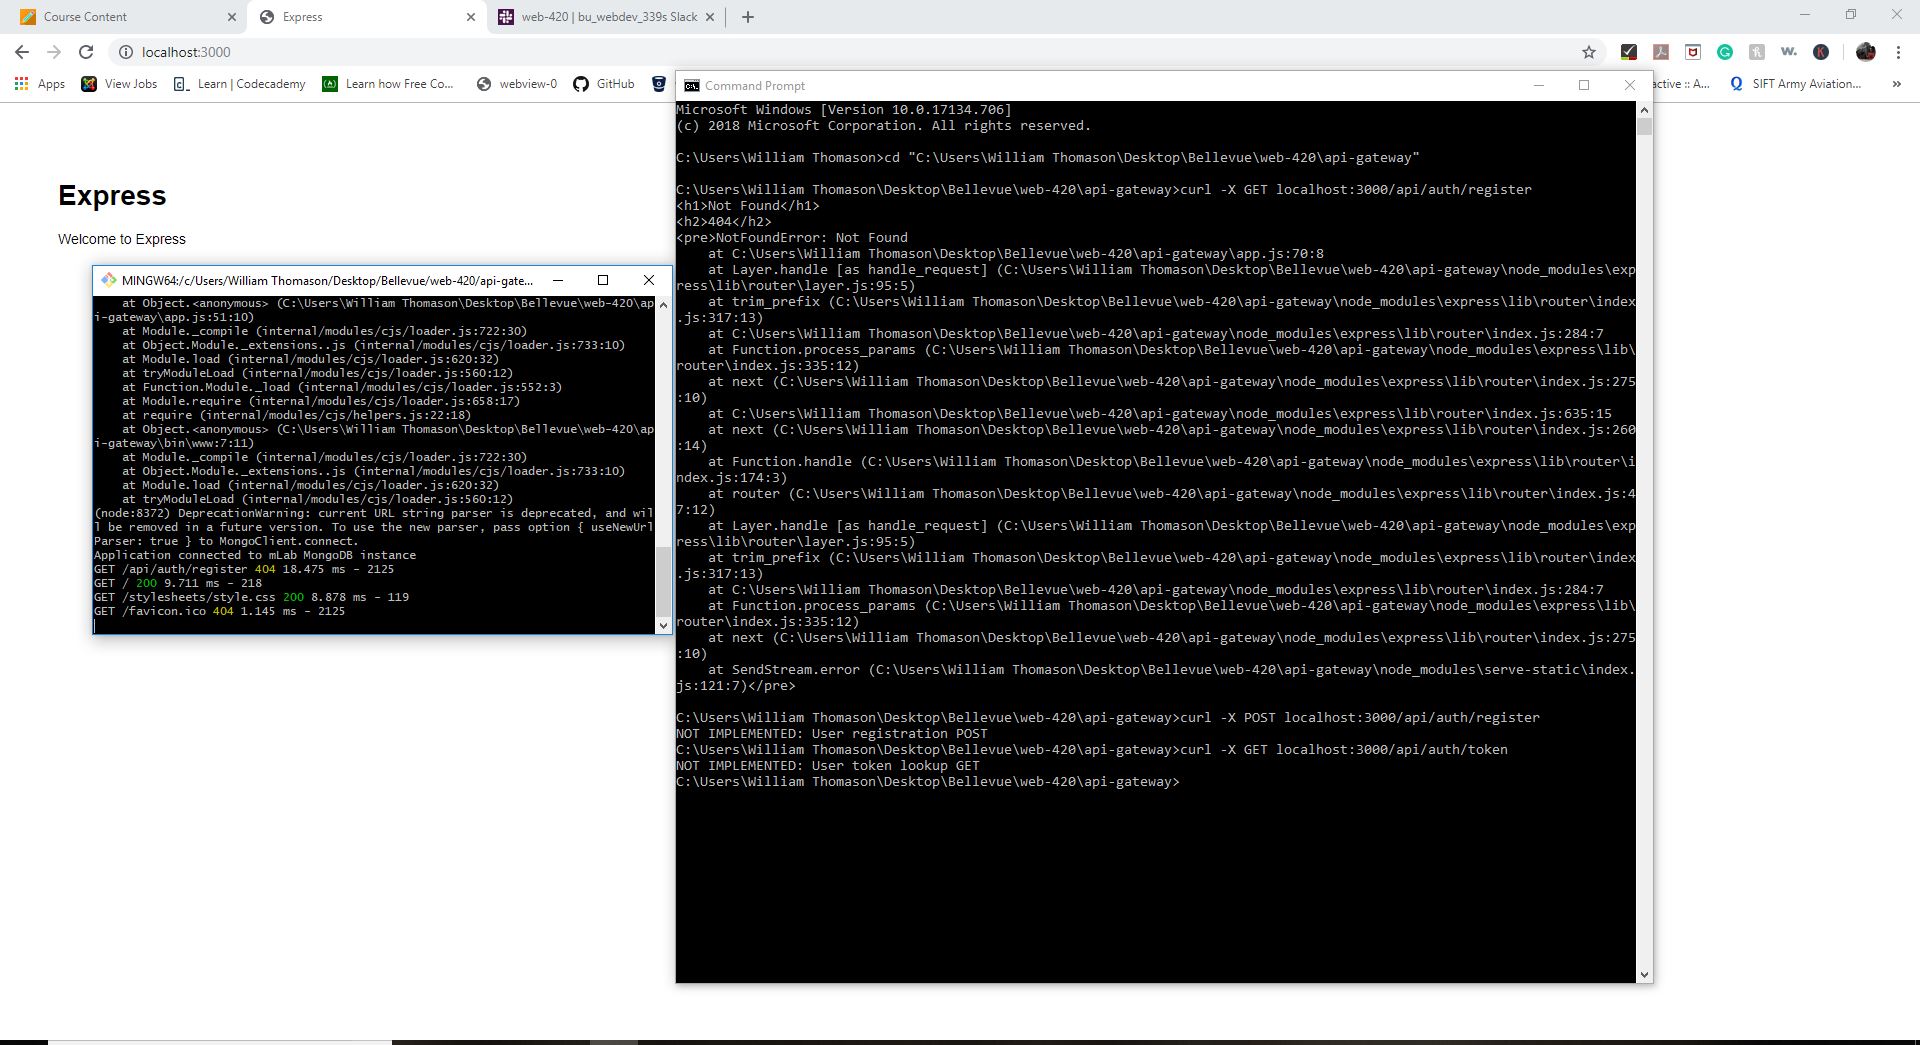 Course Content
Express
web-420 | bu_webdev_339s Slack
localhost:3000
Apps
View Jobs
Learn | Codecademy
Learn how Free Co...
webview-0
GitHub
active :: A...
SIFT Army Aviation...
Express
Welcome to Express
MINGW64:/c/Users/William Thomason/Desktop/Bellevue/web-420/api-gate...
    at Object.<anonymous> (C:\Users\William Thomason\Desktop\Bellevue\web-420\ap
i-gateway\app.js:51:10)
    at Module._compile (internal/modules/cjs/loader.js:722:30)
    at Object.Module._extensions..js (internal/modules/cjs/loader.js:733:10)
    at Module.load (internal/modules/cjs/loader.js:620:32)
    at tryModuleLoad (internal/modules/cjs/loader.js:560:12)
    at Function.Module._load (internal/modules/cjs/loader.js:552:3)
    at Module.require (internal/modules/cjs/loader.js:658:17)
    at require (internal/modules/cjs/helpers.js:22:18)
    at Object.<anonymous> (C:\Users\William Thomason\Desktop\Bellevue\web-420\ap
i-gateway\bin\www:7:11)
    at Module._compile (internal/modules/cjs/loader.js:722:30)
    at Object.Module._extensions..js (internal/modules/cjs/loader.js:733:10)
    at Module.load (internal/modules/cjs/loader.js:620:32)
    at tryModuleLoad (internal/modules/cjs/loader.js:560:12)
(node:8372) DeprecationWarning: current URL string parser is deprecated, and wil
l be removed in a future version. To use the new parser, pass option { useNewUrl
Parser: true } to MongoClient.connect.
Application connected to mLab MongoDB instance
GET /api/auth/register 404 18.475 ms - 2125
GET / 200 9.711 ms - 218
GET /stylesheets/style.css 200 8.878 ms - 119
GET /favicon.ico 404 1.145 ms - 2125
Command Prompt
Microsoft Windows [Version 10.0.17134.706]
(c) 2018 Microsoft Corporation. All rights reserved.
C:\Users\William Thomason>cd "C:\Users\William Thomason\Desktop\Bellevue\web-420\api-gateway"
C:\Users\William Thomason\Desktop\Bellevue\web-420\api-gateway>curl -X GET localhost:3000/api/auth/register
<h1>Not Found</h1>
<h2>404</h2>
<pre>NotFoundError: Not Found
    at C:\Users\William Thomason\Desktop\Bellevue\web-420\api-gateway\app.js:70:8
    at Layer.handle [as handle_request] (C:\Users\William Thomason\Desktop\Bellevue\web-420\api-gateway\node_modules\exp
ress\lib\router\layer.js:95:5)
    at trim_prefix (C:\Users\William Thomason\Desktop\Bellevue\web-420\api-gateway\node_modules\express\lib\router\index
.js:317:13)
    at C:\Users\William Thomason\Desktop\Bellevue\web-420\api-gateway\node_modules\express\lib\router\index.js:284:7
    at Function.process_params (C:\Users\William Thomason\Desktop\Bellevue\web-420\api-gateway\node_modules\express\lib\
router\index.js:335:12)
    at next (C:\Users\William Thomason\Desktop\Bellevue\web-420\api-gateway\node_modules\express\lib\router\index.js:275
:10)
    at C:\Users\William Thomason\Desktop\Bellevue\web-420\api-gateway\node_modules\express\lib\router\index.js:635:15
    at next (C:\Users\William Thomason\Desktop\Bellevue\web-420\api-gateway\node_modules\express\lib\router\index.js:260
:14)
    at Function.handle (C:\Users\William Thomason\Desktop\Bellevue\web-420\api-gateway\node_modules\express\lib\router\i
ndex.js:174:3)
    at router (C:\Users\William Thomason\Desktop\Bellevue\web-420\api-gateway\node_modules\express\lib\router\index.js:4
7:12)
    at Layer.handle [as handle_request] (C:\Users\William Thomason\Desktop\Bellevue\web-420\api-gateway\node_modules\exp
ress\lib\router\layer.js:95:5)
    at trim_prefix (C:\Users\William Thomason\Desktop\Bellevue\web-420\api-gateway\node_modules\express\lib\router\index
.js:317:13)
    at C:\Users\William Thomason\Desktop\Bellevue\web-420\api-gateway\node_modules\express\lib\router\index.js:284:7
    at Function.process_params (C:\Users\William Thomason\Desktop\Bellevue\web-420\api-gateway\node_modules\express\lib\
router\index.js:335:12)
    at next (C:\Users\William Thomason\Desktop\Bellevue\web-420\api-gateway\node_modules\express\lib\router\index.js:275
:10)
    at SendStream.error (C:\Users\William Thomason\Desktop\Bellevue\web-420\api-gateway\node_modules\serve-static\index.
js:121:7)</pre>
C:\Users\William Thomason\Desktop\Bellevue\web-420\api-gateway>curl -X POST localhost:3000/api/auth/register
NOT IMPLEMENTED: User registration POST
C:\Users\William Thomason\Desktop\Bellevue\web-420\api-gateway>curl -X GET localhost:3000/api/auth/token
NOT IMPLEMENTED: User token lookup GET
C:\Users\William Thomason\Desktop\Bellevue\web-420\api-gateway>